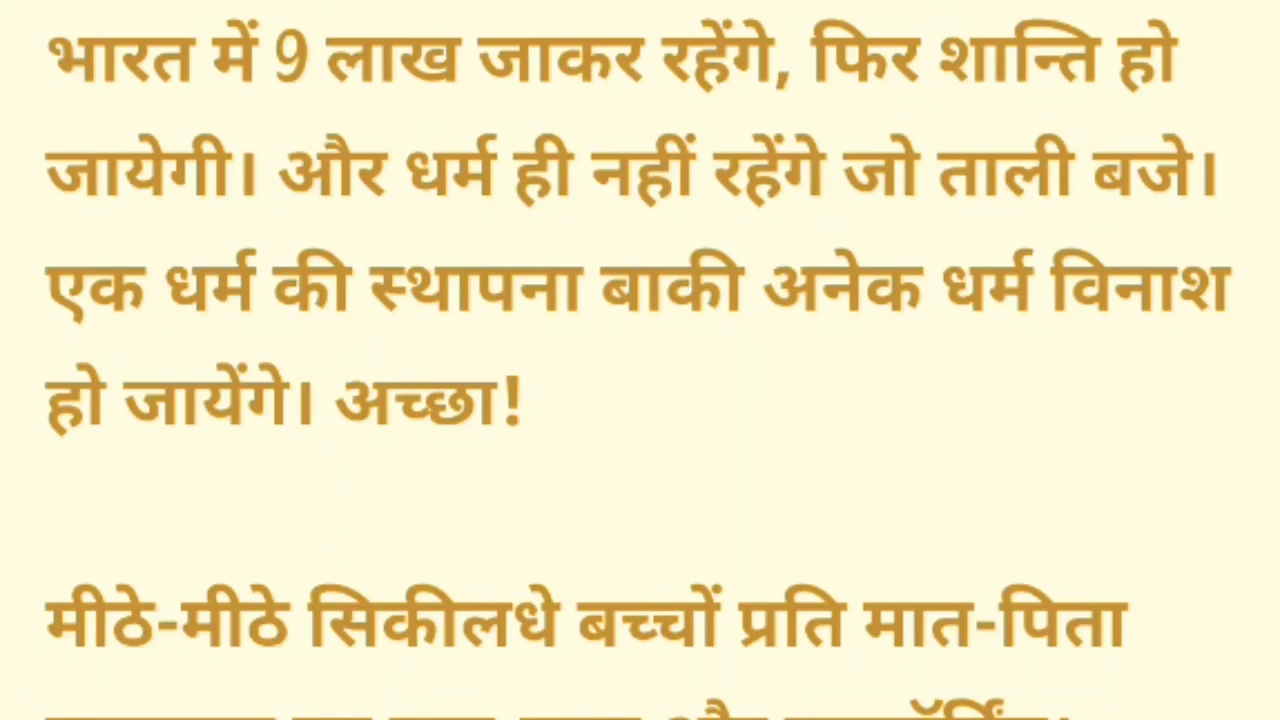 भारत में 9 लाख जाकर रहेंगे, फिर शान्ति हो
जायेगी। और धर्म ही नहीं रहेंगे जो ताली बजे।
एक धर्म की स्थापना बाकी अनेक धर्म विनाश
हो जायेंगे। अच्छा!
मीठे-मीठे सिकीलधे बच्चों प्रति मात-पिता